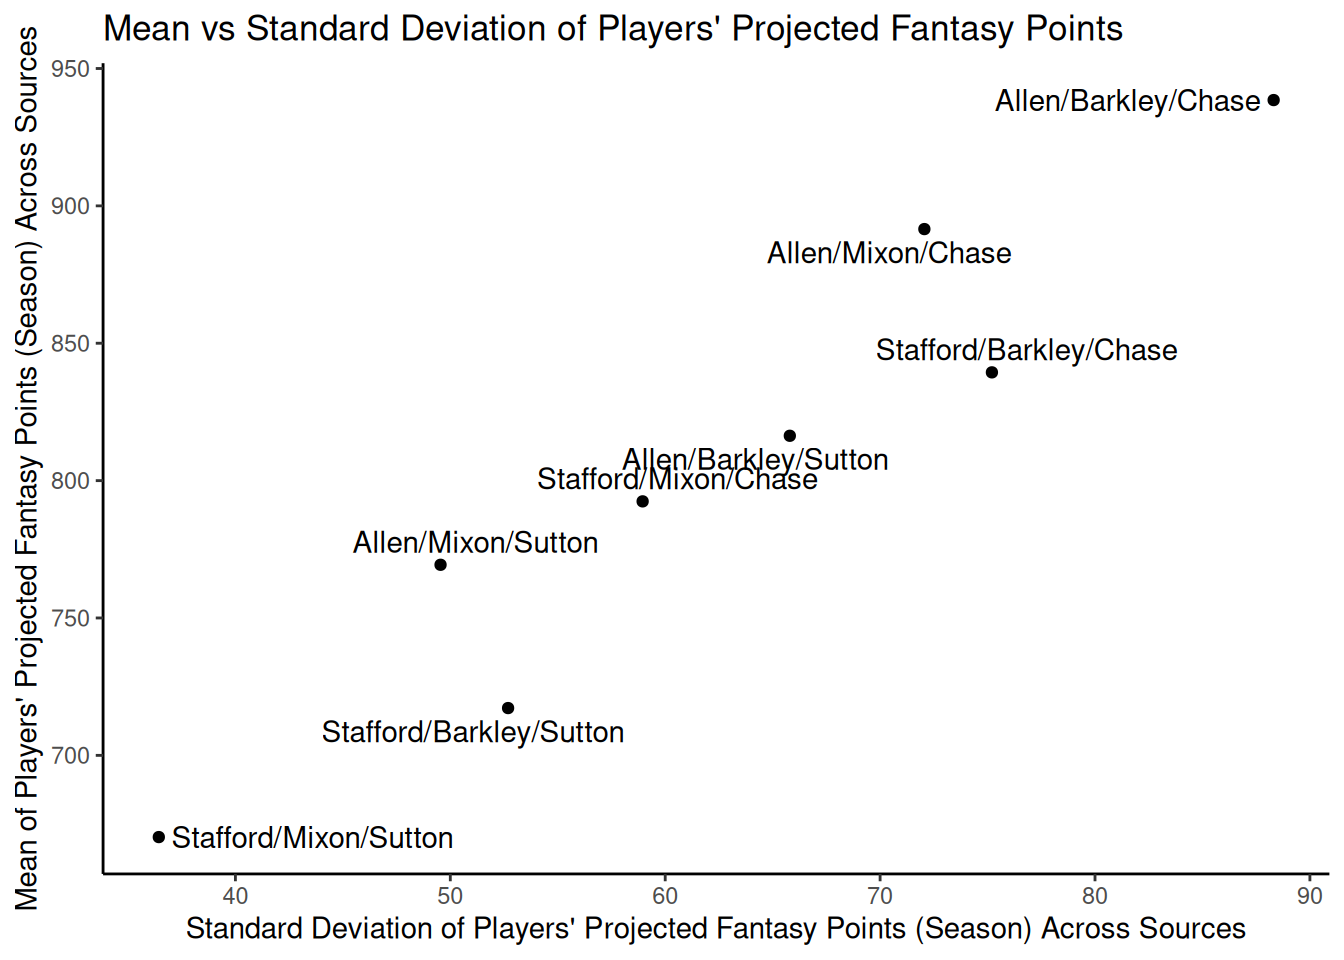 Mean vs Standard Deviation of Players' Projected Fantasy Points
Mean of Players' Projected Fantasy Points (Season) Across Sources
950
900
850
800
750
700
Allen/Barkley/Chase
Allen/Mixon/Chase
Stafford/Barkley/Chase
Allen/Barkley/Sutton
Stafford/Mixon/Chase
Allen/Mixon/Sutton
Stafford/Barkley/Sutton
Stafford/Mixon/Sutton
40 50 60 70 80 90
Standard Deviation of Players' Projected Fantasy Points (Season) Across Sources